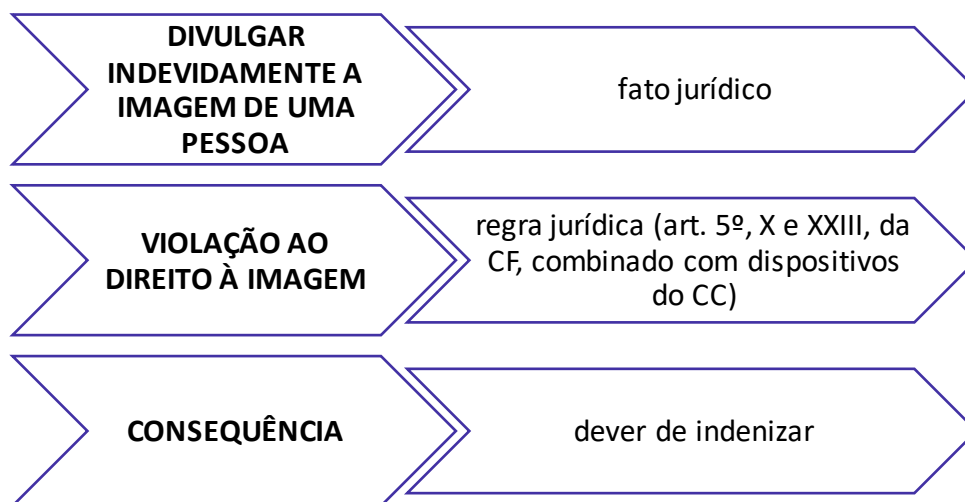 DIVULGAR
INDEVIDAMENTE A
IMAGEM DE UMA
PESSOA
fato jurídico
VIOLAÇÃO AO
DIREITO À IMAGEM
regra jurídica (art. 5º, X e XXIII, da
CF, combinado com dispositivos
do CC)
CONSEQUÊNCIA
dever de indenizar